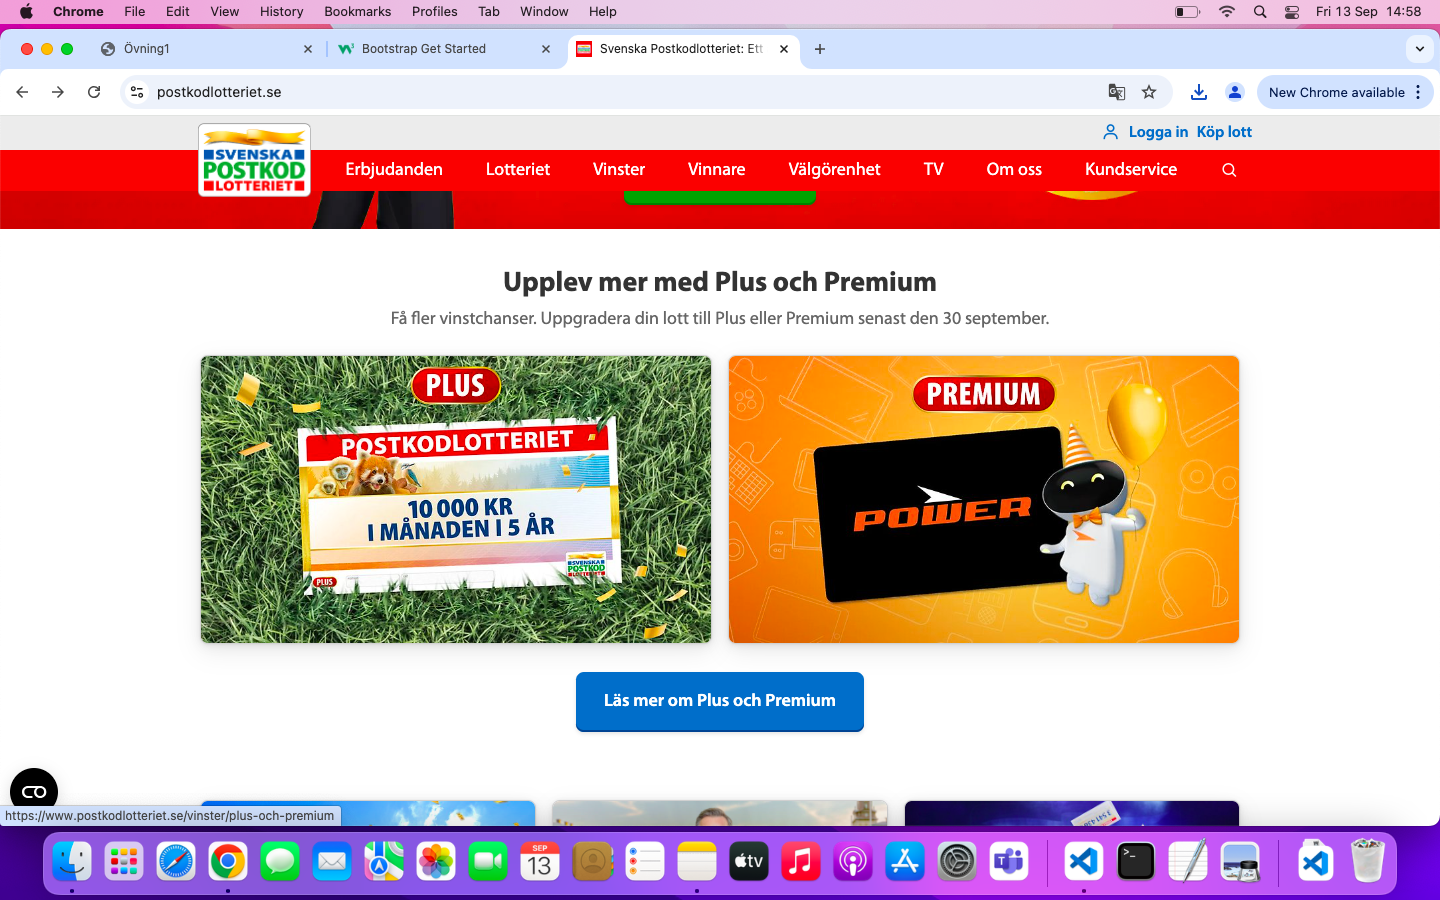 Chrome File Edit View History Bookmarks Profiles Tab Window Help Fri 13 Sep 14:58
Övning1 Bootstrap Get Started Svenska Postkodlotteriet: Ett
postkodlotteriet.se New Chrome available
Logga in Köp lott
SVENSKA
POSTKOD
LOTTERIET
Erbjudanden Lotteriet Vinster Vinnare Välgörenhet TV Om oss Kundservice
Upplev mer med Plus och Premium
Få fler vinstchanser. Uppgradera din lott till Plus eller Premium senast den 30 september.
PLUS
POSTKODLOTTERIET
10 000 KR
I MÅNADEN I 5 ÅR
SVENSKA
POSTKOD
LOTTERIET
PLUS
PREMIUM
POWER
Läs mer om Plus och Premium
https://www.postkodlotteriet.se/vinster/plus-och-premium
SEP
13
tv